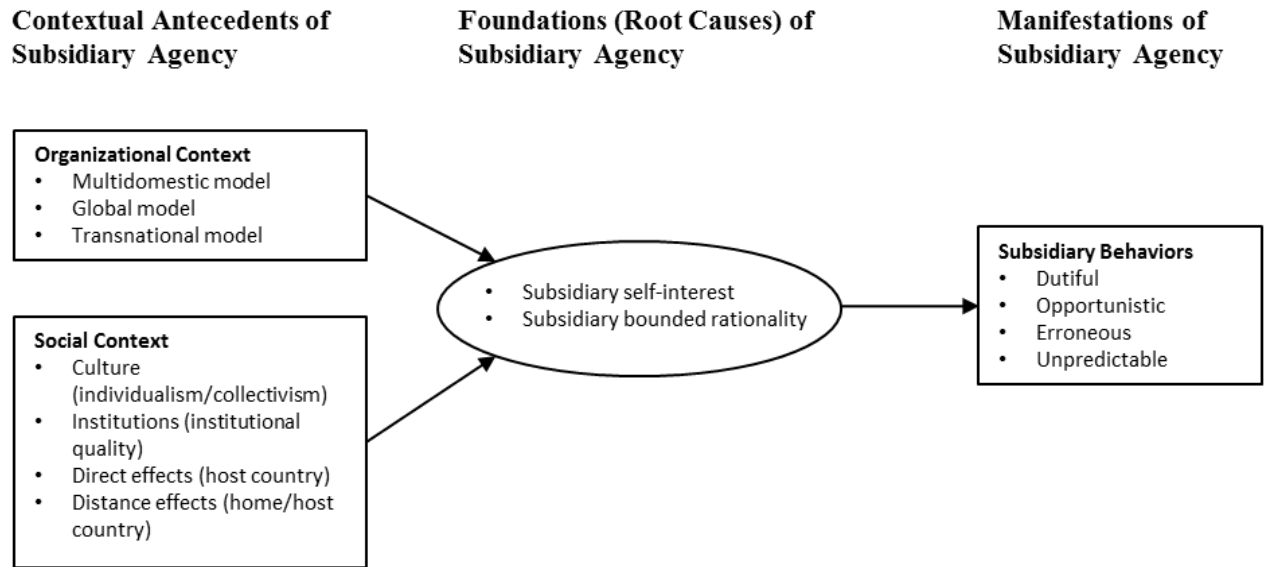 Contextual Antecedents of
Subsidiary Agency
Foundations (Root Causes) of
Subsidiary Agency
Manifestations of
Subsidiary Agency
Organizational Context
• Multidomestic model
• Global model
• Transnational model
Social Context
• Culture
(individualism/collectivism)
• Institutions (institutional
quality)
• Direct effects (host country)
• Distance effects (home/host
country)
• Subsidiary self-interest
• Subsidiary bounded rationality
Subsidiary Behaviors
• Dutiful
• Opportunistic
• Erroneous
• Unpredictable